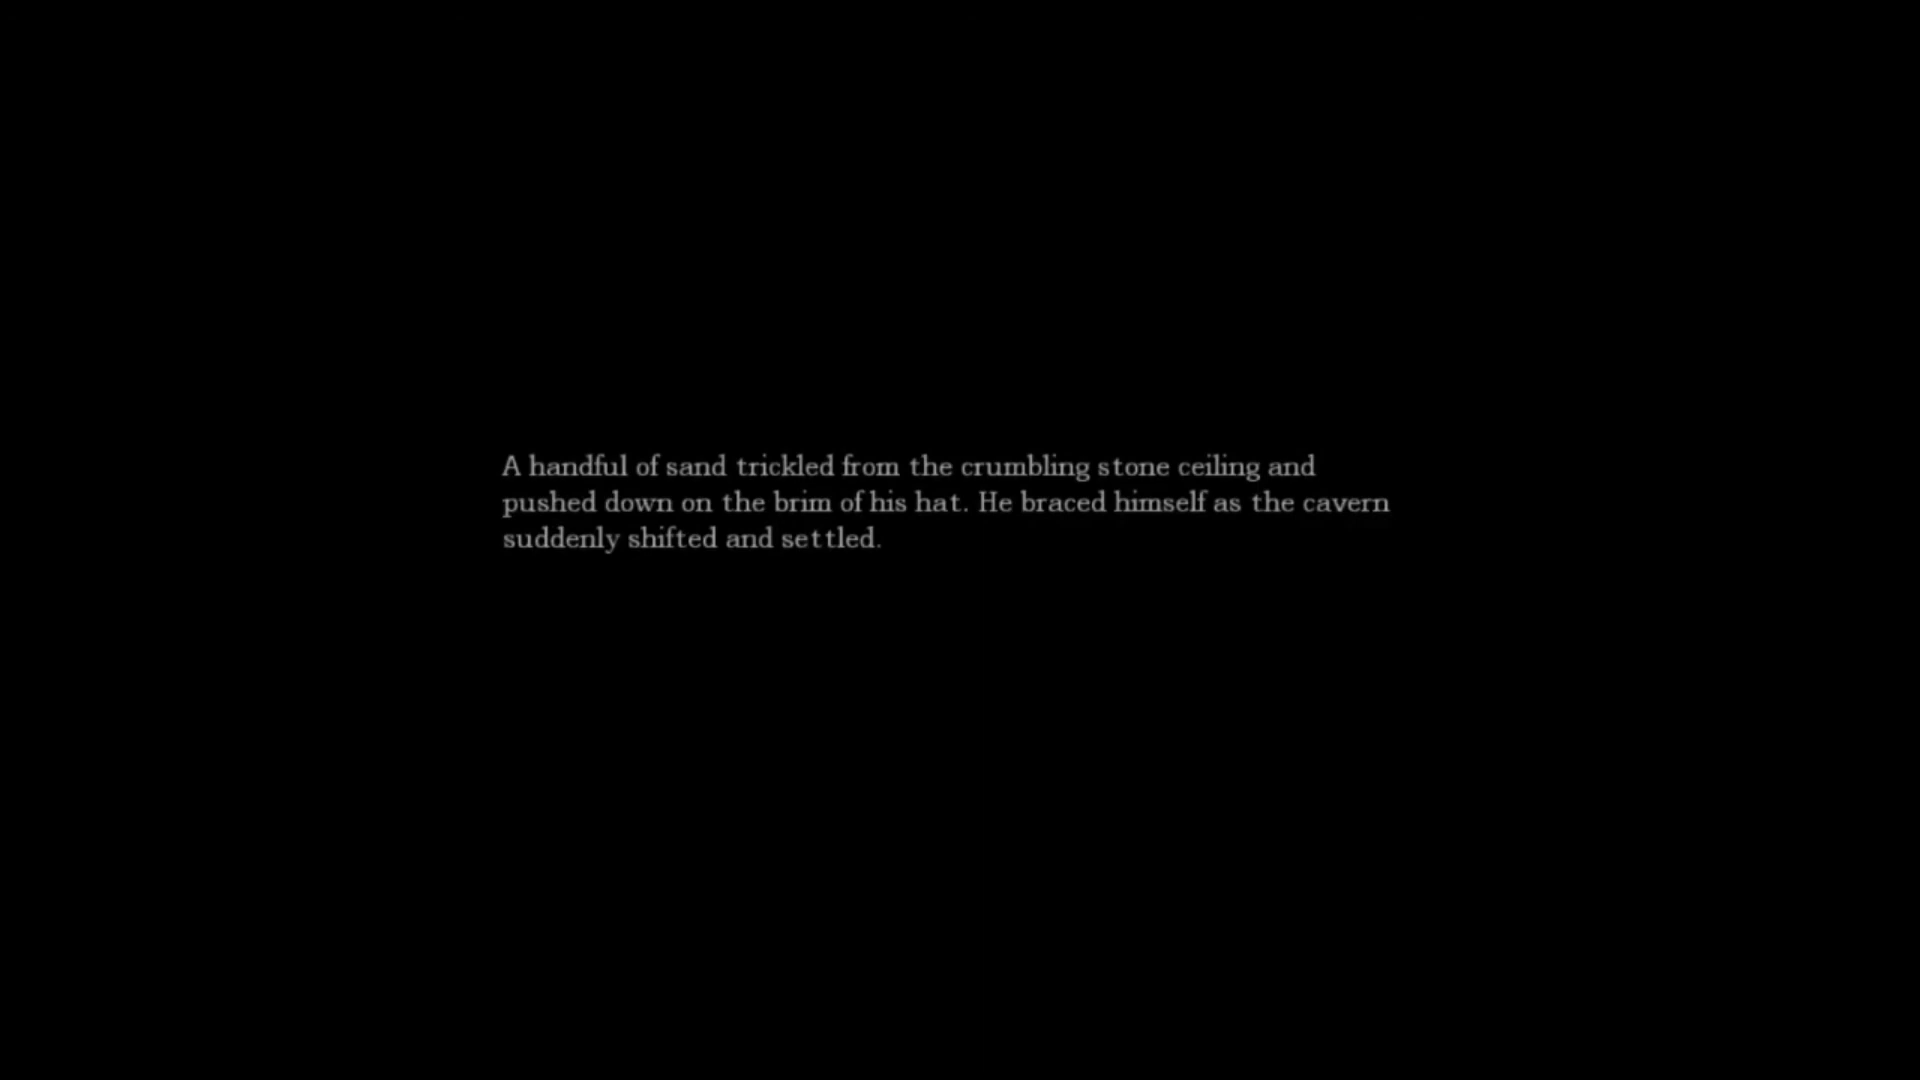 A handful of sand trickled from the crumbling stone ceiling and
pushed down on the brim of his hat. He braced himself as the cavern
suddenly shifted and settled.